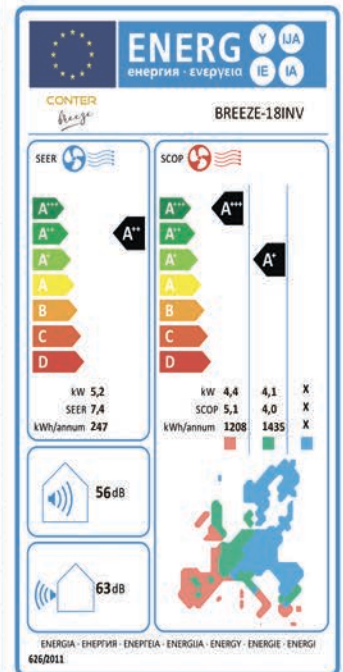 ENERG Y IJA
енергия · ενεργεια IE IA
CONTER
breeze
BREEZE-18INV
SEER
A+++
A++
A+
A
B
C
D
A++
kW 5,2
SEER 7,4
kWh/annum 247
SCOP
A+++
A++
A+
A
B
C
D
A+++
A+
kW 4,4 4,1 X
SCOP 5,1 4,0 X
kWh/annum 1208 1435 X
56dB
63dB
ENERGIA · ЕНЕРГИЯ · ΕΝΕΡΓΕΙΑ · ENERGIJA · ENERGY · ENERGIE · ENERGI
626/2011